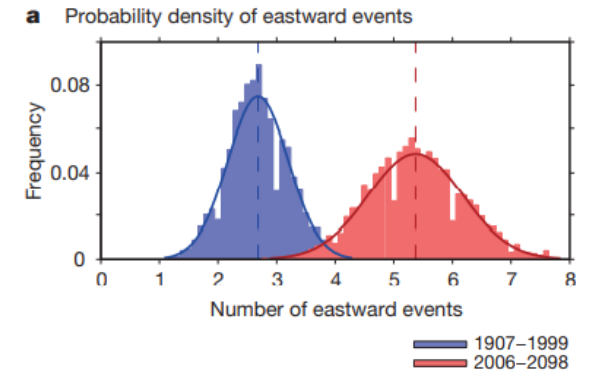 a Probability density of eastward events
Frequency
0.08
0.04
0
0 1 2 3 4 5 6 7 8
Number of eastward events
1907–1999
2006–2098